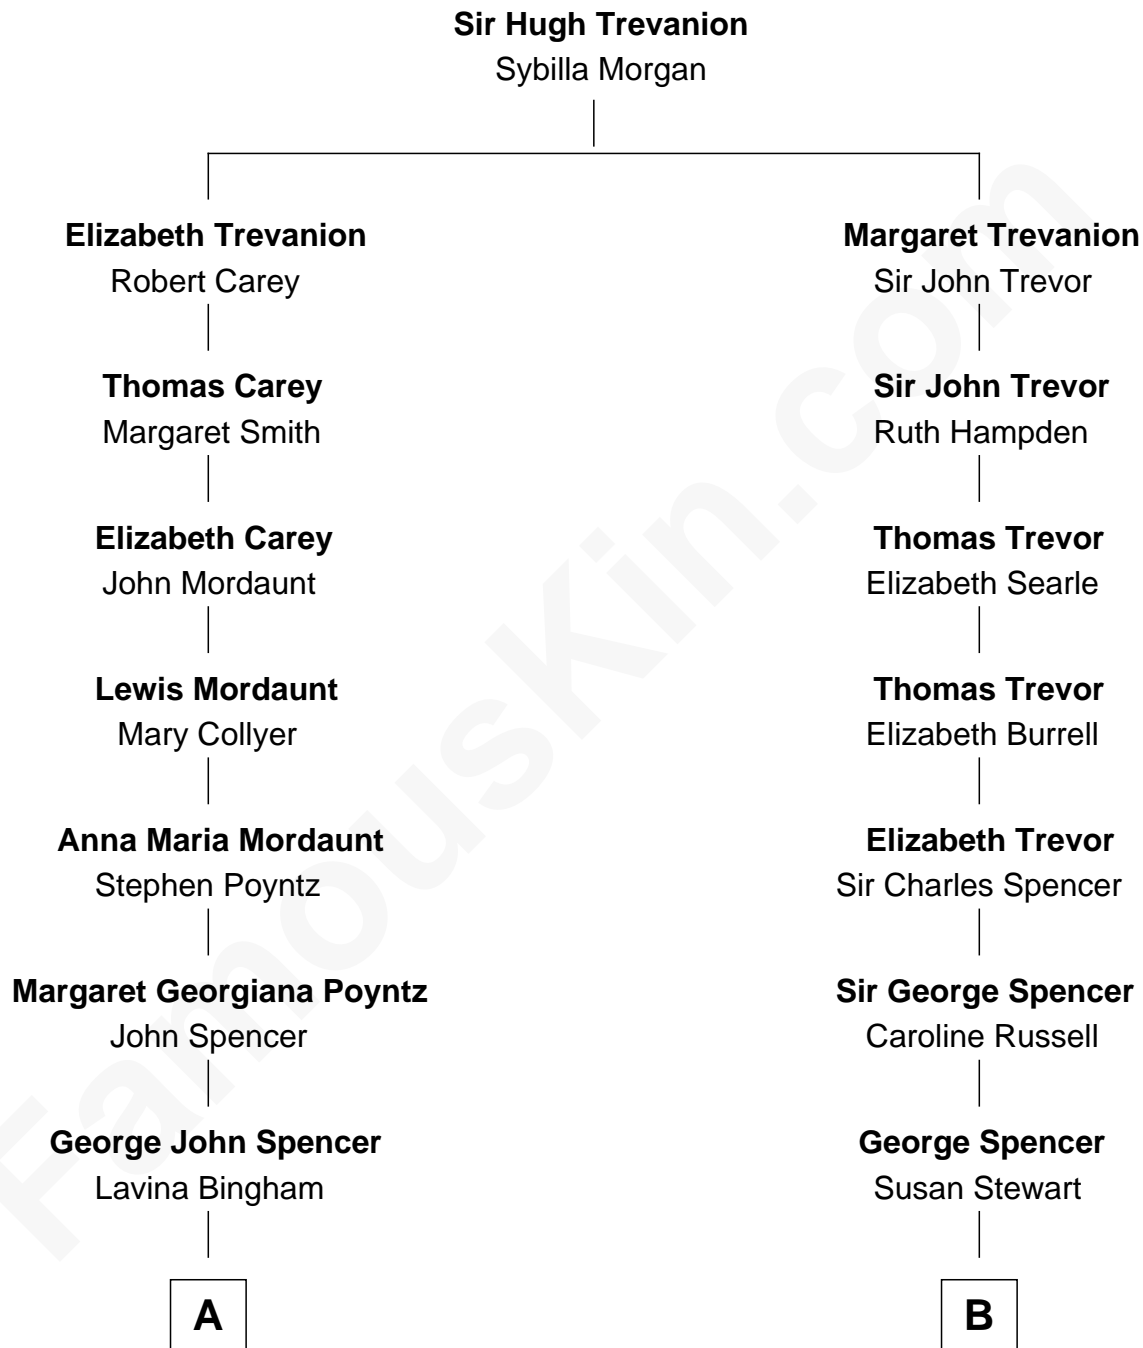 Sir Hugh Trevanion
Sybilla Morgan
Elizabeth Trevanion
Robert Carey
Margaret Trevanion
Sir John Trevor
Thomas Carey
Margaret Smith
Sir John Trevor
Ruth Hampden
Elizabeth Carey
John Mordaunt
Thomas Trevor
Elizabeth Searle
Lewis Mordaunt
Mary Collyer
Thomas Trevor
Elizabeth Burrell
Anna Maria Mordaunt
Stephen Poyntz
Elizabeth Trevor
Sir Charles Spencer
Margaret Georgiana Poyntz
John Spencer
Sir George Spencer
Caroline Russell
George John Spencer
Lavina Bingham
George Spencer
Susan Stewart
A
B
FamousKin.com